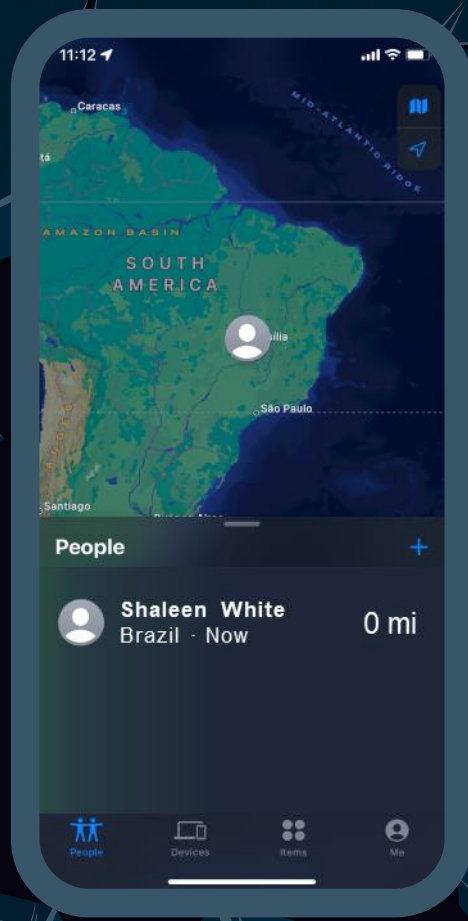 11:12
Caracas
MID-ATLANTIC RIDGE
tá
AMAZON BASIN
SOUTH
AMERICA
ília
São Paulo
Santiago
People
+
Shaleen White
Brazil · Now
0 mi
People
Devices
Items
Me